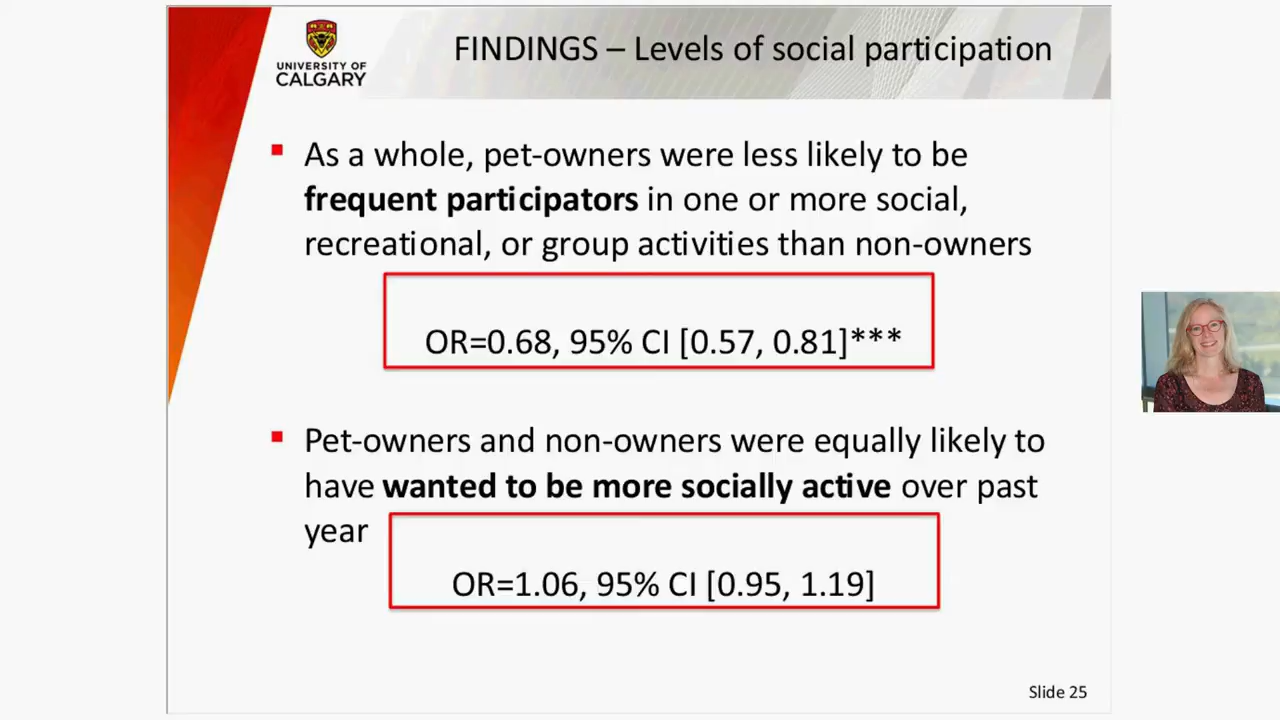 UNIVERSITY OF
CALGARY
FINDINGS – Levels of social participation
▪ As a whole, pet-owners were less likely to be
frequent participators in one or more social,
recreational, or group activities than non-owners
OR=0.68, 95% CI [0.57, 0.81]***
▪ Pet-owners and non-owners were equally likely to
have wanted to be more socially active over past
year
OR=1.06, 95% CI [0.95, 1.19]
Slide 25